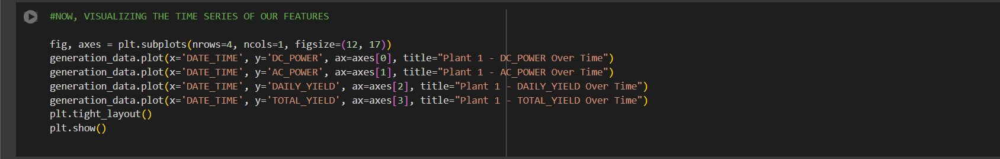 #NOW, VISUALIZING THE TIME SERIES OF OUR FEATURES
fig, axes = plt.subplots(nrows=4, ncols=1, figsize=(12, 17))
generation_data.plot(x='DATE_TIME', y='DC_POWER', ax=axes[0], title="Plant 1 - DC_POWER Over Time")
generation_data.plot(x='DATE_TIME', y='AC_POWER', ax=axes[1], title="Plant 1 - AC_POWER Over Time")
generation_data.plot(x='DATE_TIME', y='DAILY_YIELD', ax=axes[2], title="Plant 1 - DAILY_YIELD Over Time")
generation_data.plot(x='DATE_TIME', y='TOTAL_YIELD', ax=axes[3], title="Plant 1 - TOTAL_YIELD Over Time")
plt.tight_layout()
plt.show()